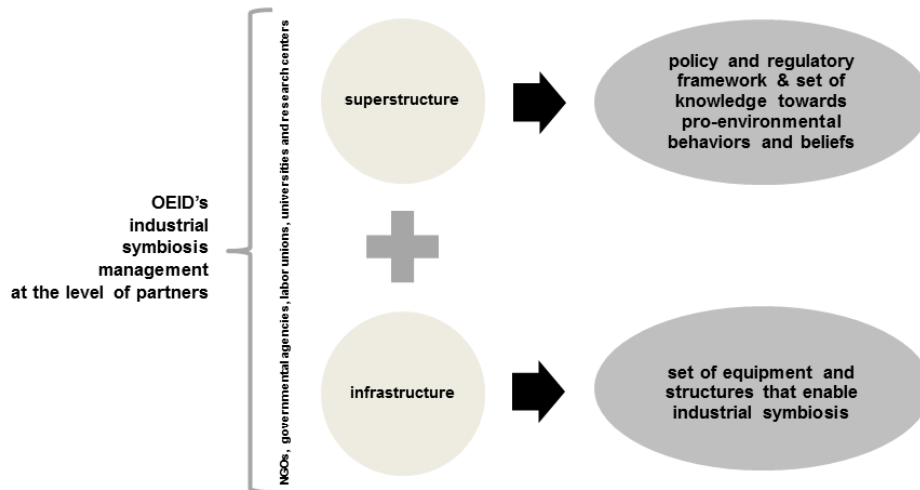 OEID's
industrial
symbiosis
management
at the level of partners
NGOs, governmental agencies, labor unions, universities and research centers
superstructure
policy and regulatory
framework & set of
knowledge towards
pro-environmental
behaviors and beliefs
infrastructure
set of equipment and
structures that enable
industrial symbiosis